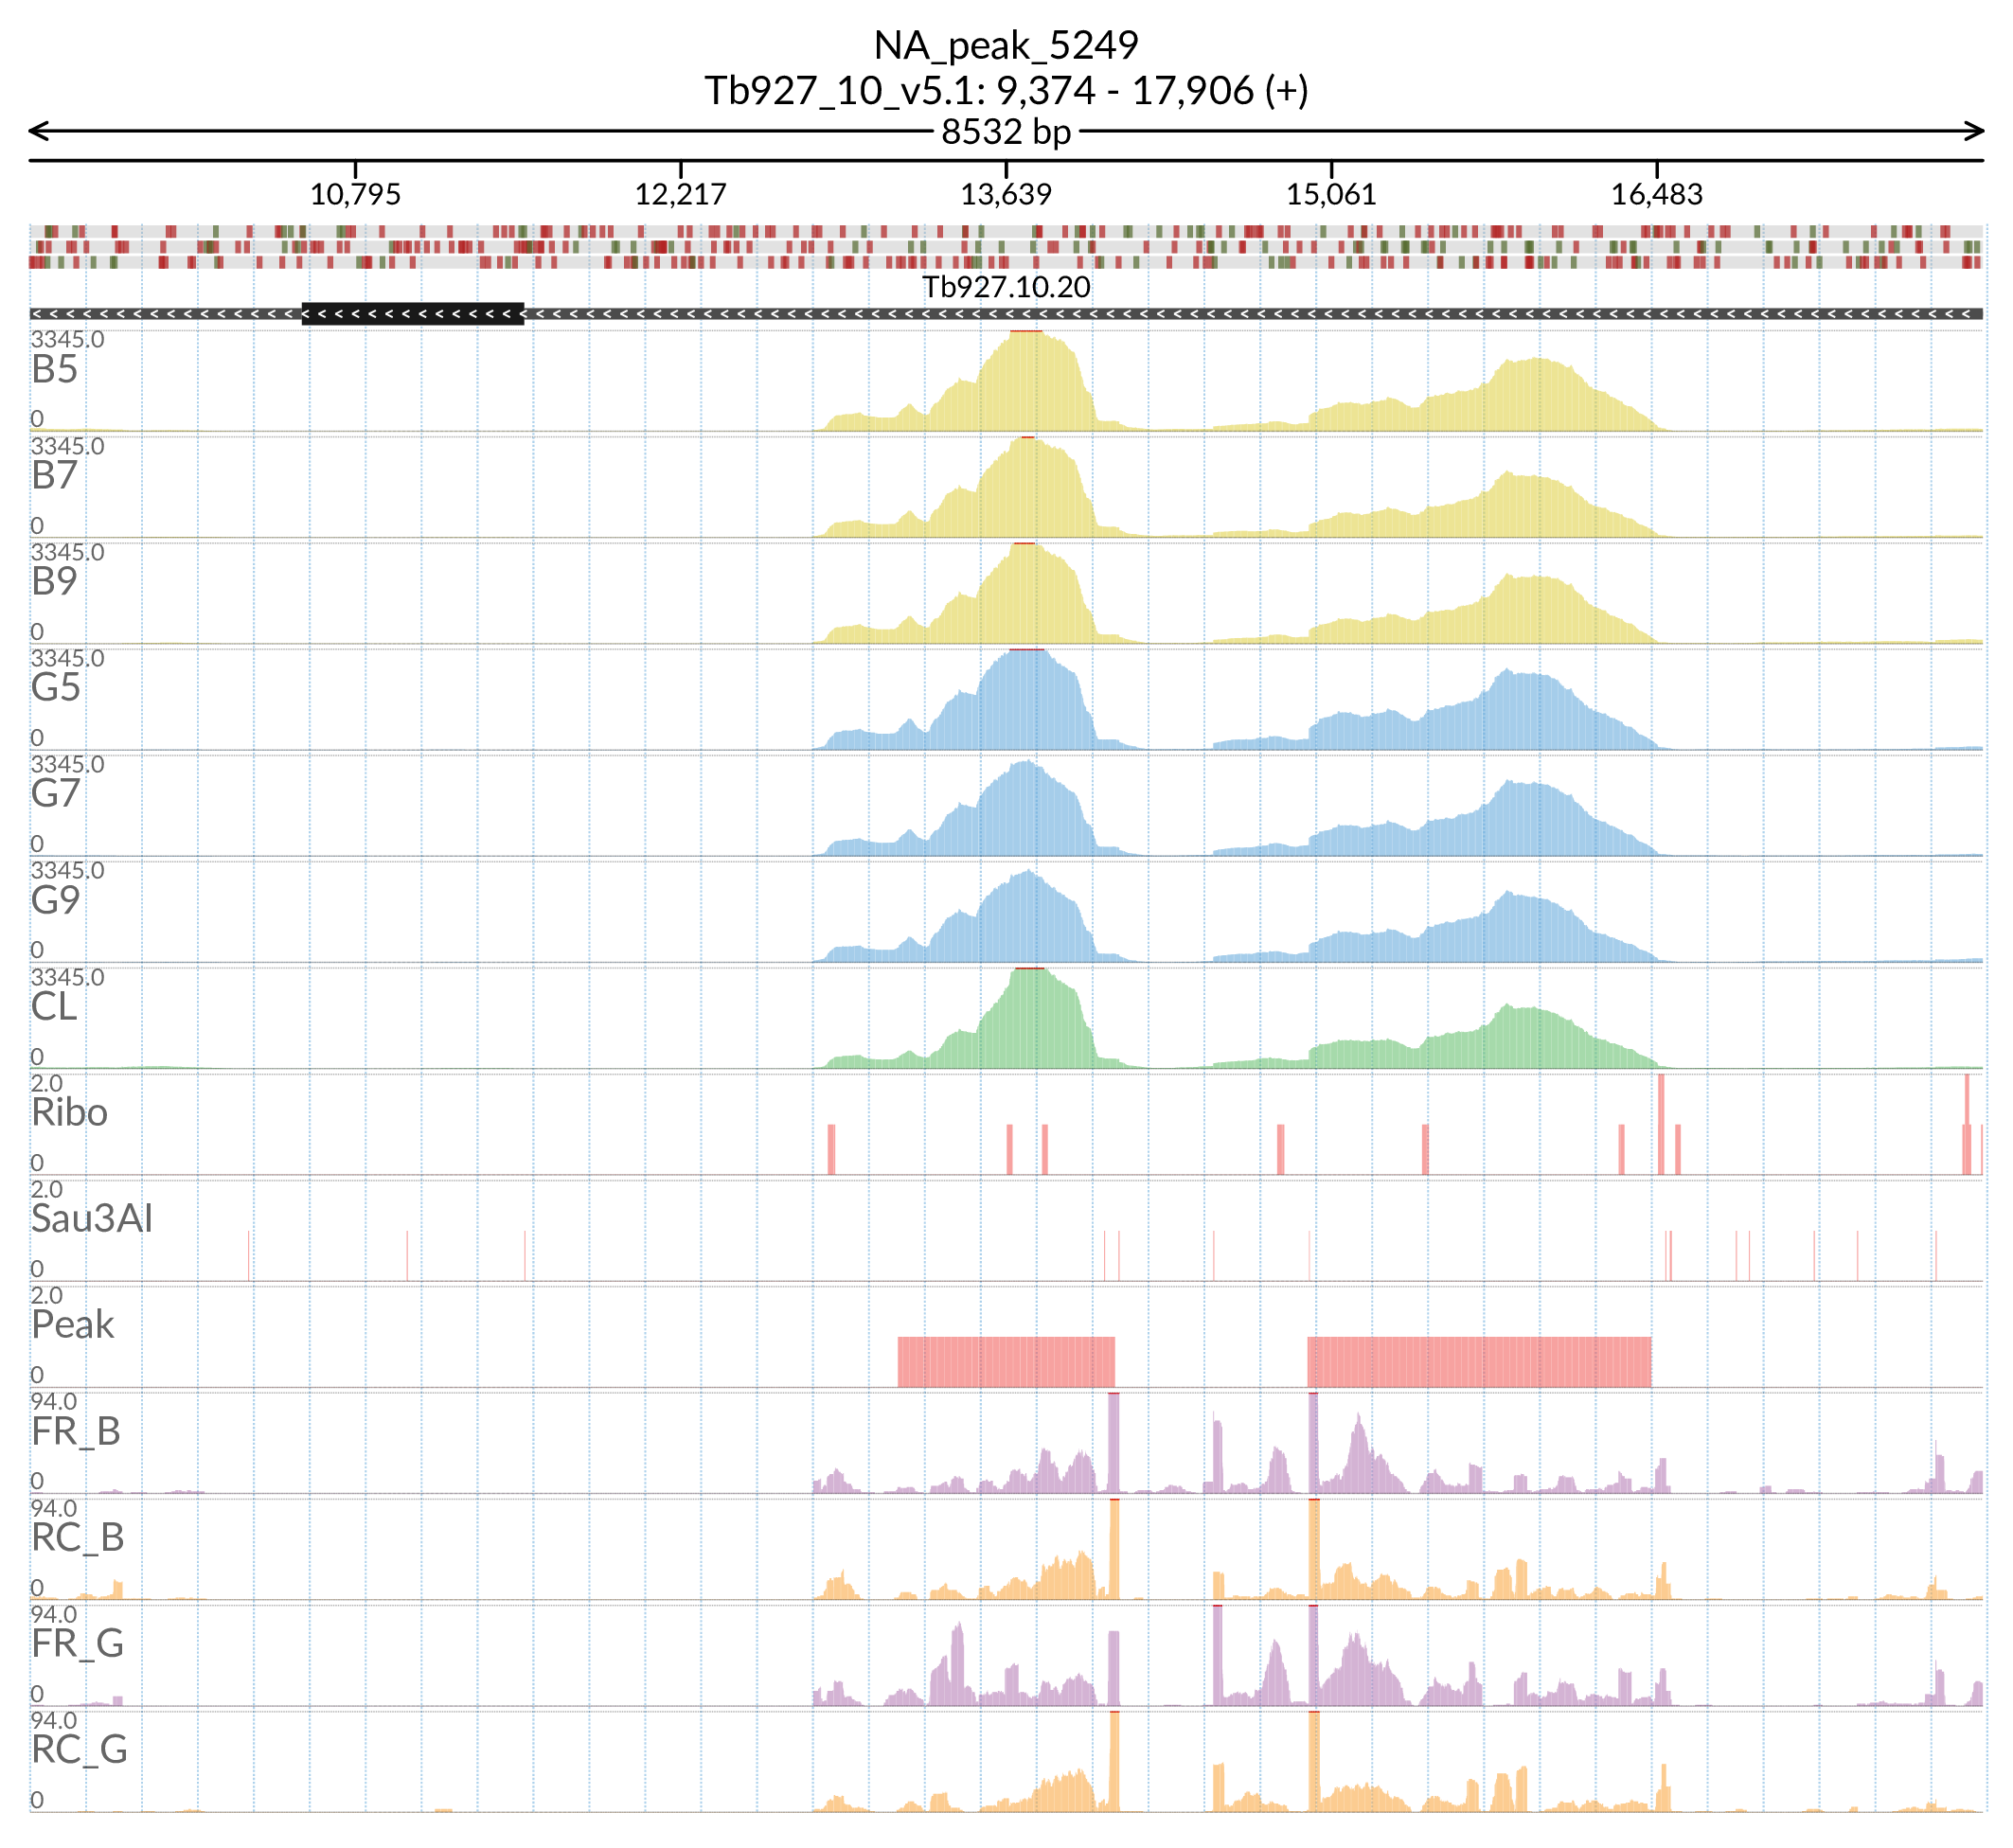 NA_peak_5249
Tb927_10_v5.1: 9,374 - 17,906 (+)
8532 bp
10,795 12,217 13,639 15,061 16,483
Tb927.10.20
3345.0
B5
0
3345.0
B7
0
3345.0
B9
0
3345.0
G5
0
3345.0
G7
0
3345.0
G9
0
3345.0
CL
0
2.0
Ribo
0
2.0
Sau3AI
0
2.0
Peak
0
94.0
FR_B
0
94.0
RC_B
0
94.0
FR_G
0
94.0
RC_G
0